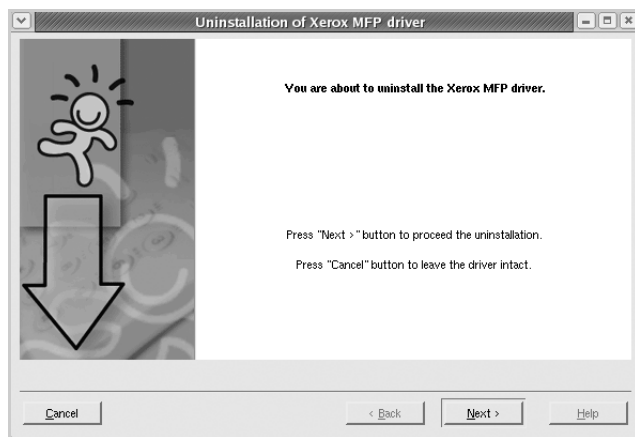 Uninstallation of Xerox MFP driver
You are about to uninstall the Xerox MFP driver.
Press "Next >" button to proceed the uninstallation.
Press "Cancel" button to leave the driver intact.
Cancel
< Back
Next >
Help